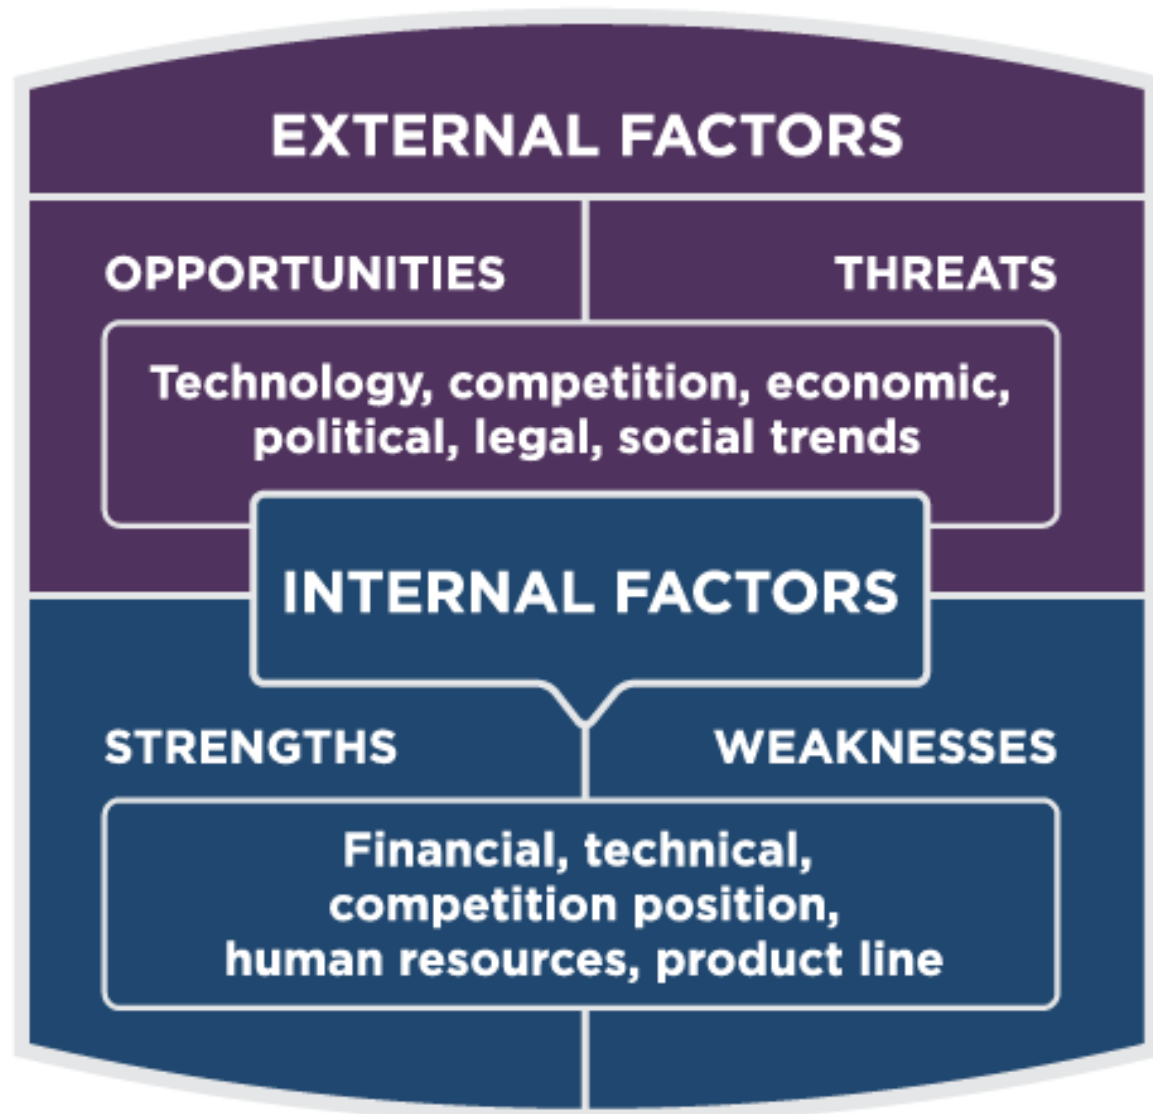 EXTERNAL FACTORS
OPPORTUNITIES
THREATS
Technology, competition, economic,
political, legal, social trends
INTERNAL FACTORS
STRENGTHS
WEAKNESSES
Financial, technical,
competition position,
human resources, product line